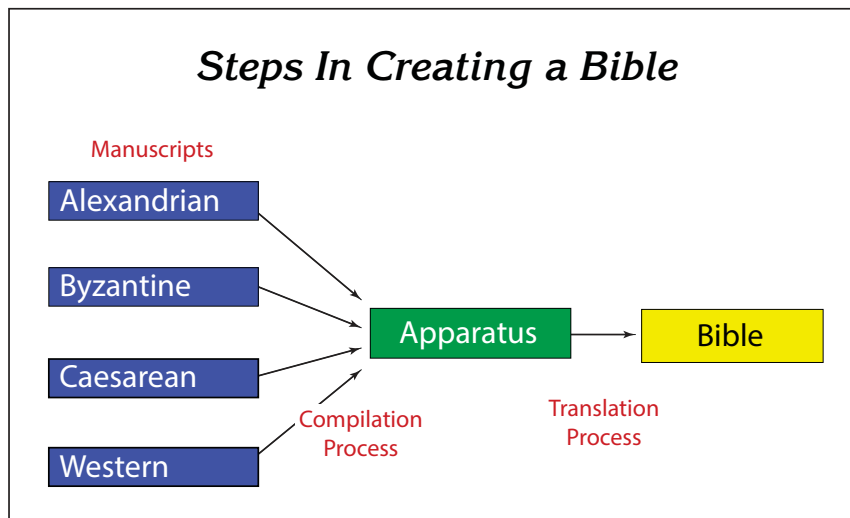 Steps In Creating a Bible
Manuscripts
Alexandrian
Byzantine
Caesarean
Western
Compilation
Process
Apparatus
Translation
Process
Bible